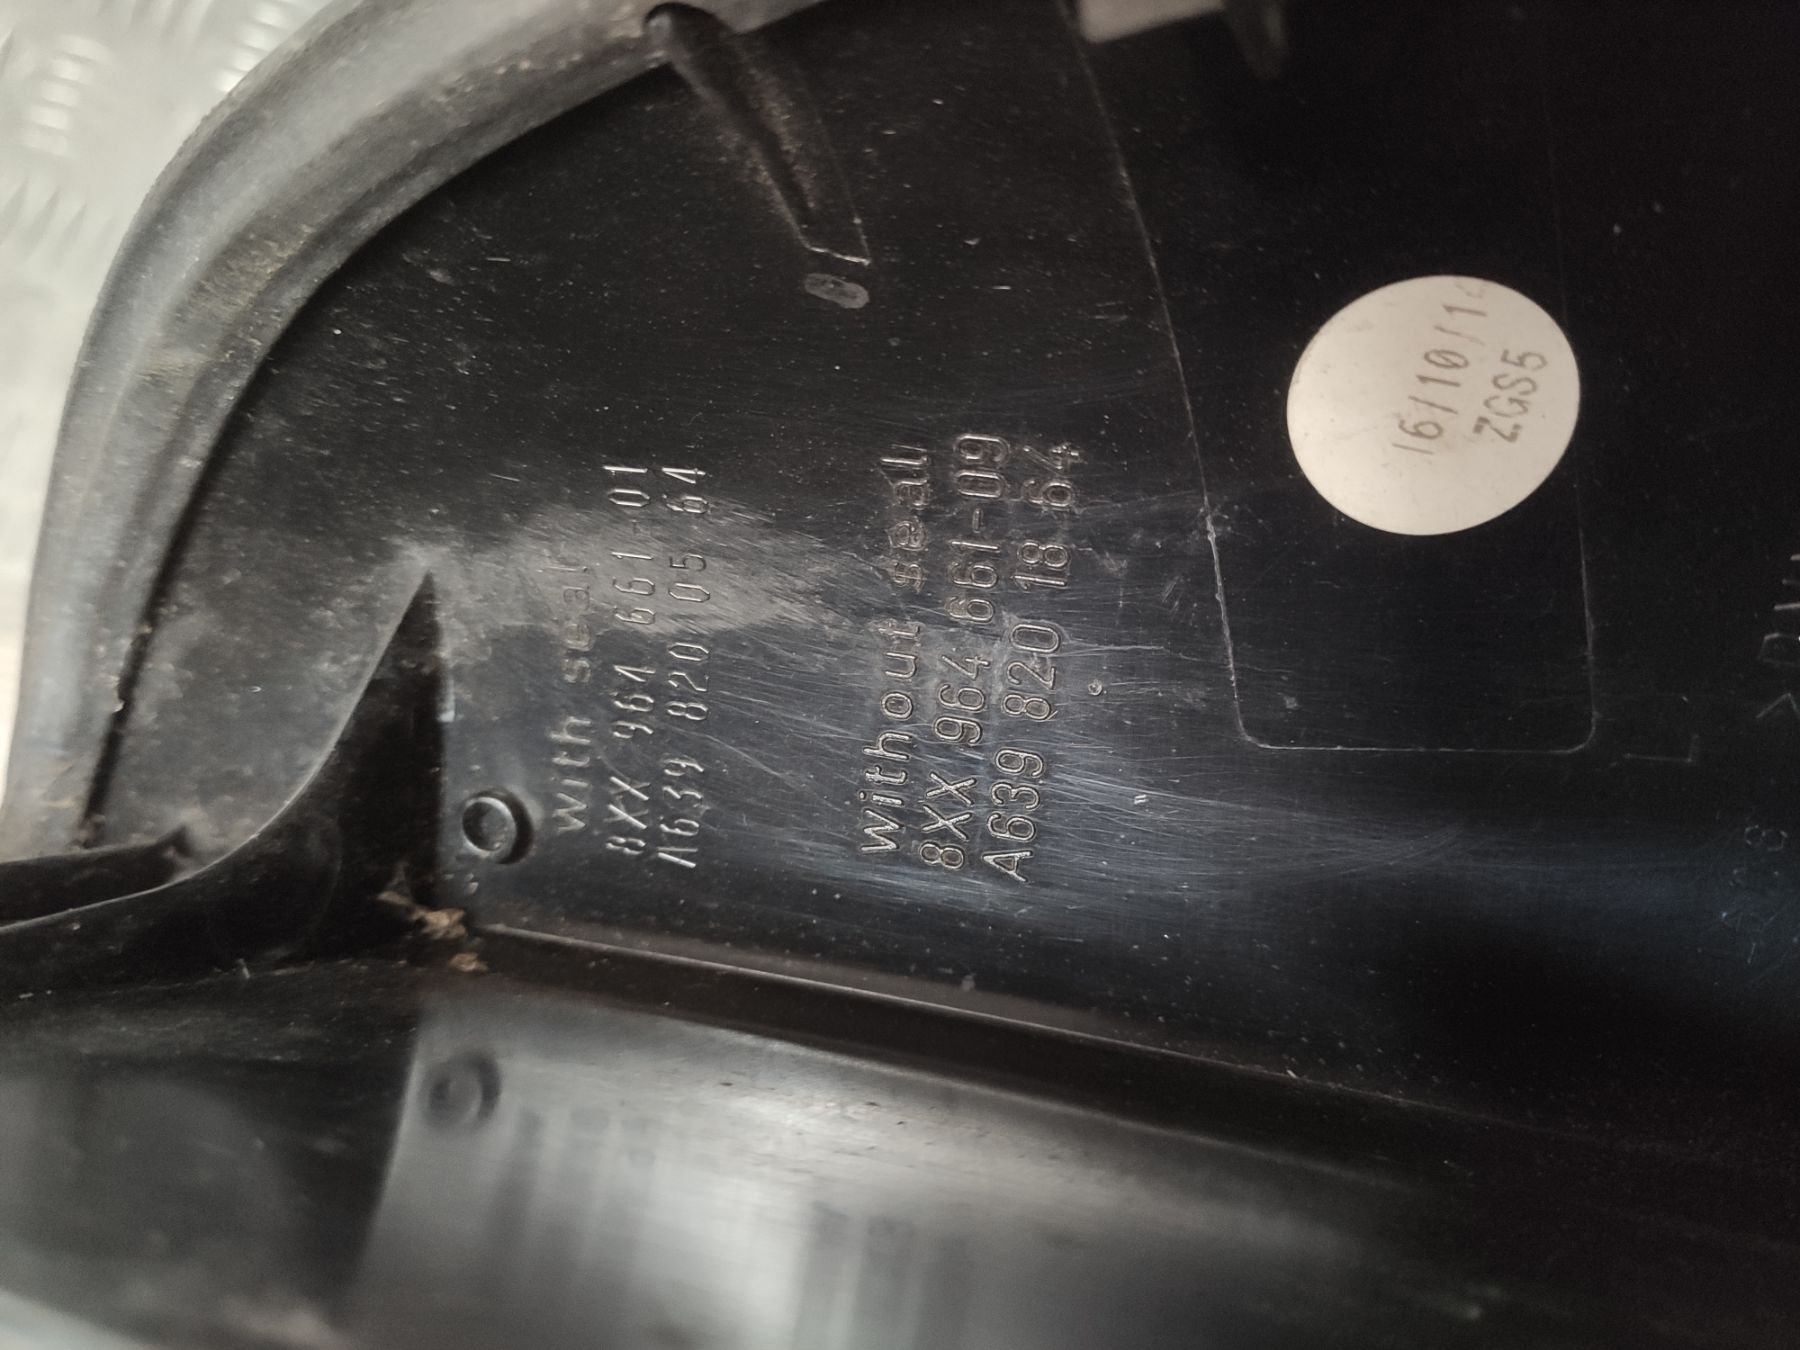 with seal
8XX 964 661-01
A639 820 05 64
without seal
8XX 964 661-09
A639 820 18 64
16/10/1
ZGS5